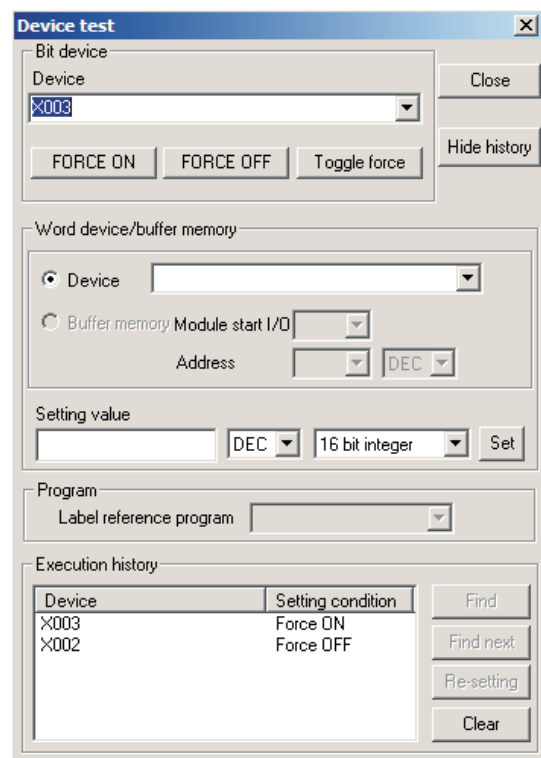 Device test
Bit device
Device
Close
X003
Hide history
FORCE ON FORCE OFF Toggle force
Word device/buffer memory
Device
Buffer memory Module start I/O
Address DEC
Setting value
DEC 16 bit integer Set
Program
Label reference program
Execution history
Device Setting condition Find
X003 Force ON
X002 Force OFF Find next
Re-setting
Clear